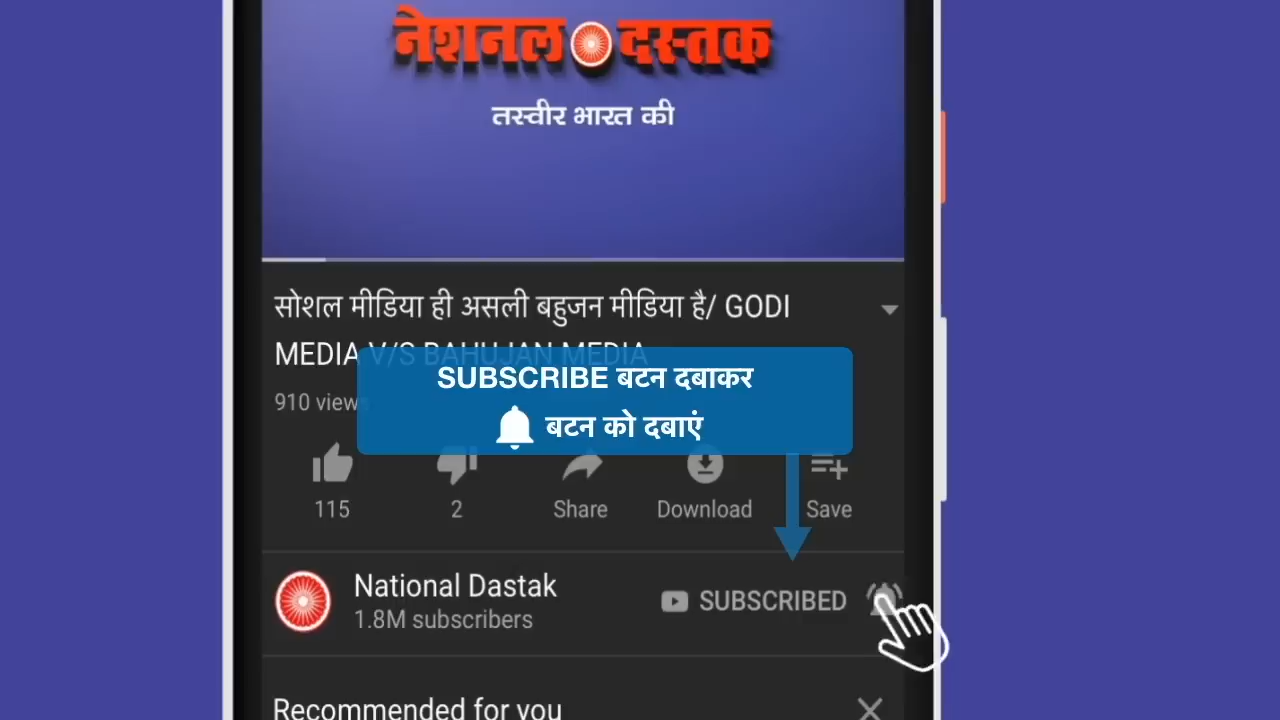 नेशनल दस्तक
तस्वीर भारत की
सोशल मीडिया ही असली बहुजन मीडिया है/ GODI
MEDIA V/S BAHUJAN MEDIA
SUBSCRIBE बटन दबाकर
910 views
बटन को दबाएं
115
2
Share
Download
Save
National Dastak
SUBSCRIBED
1.8M subscribers
Recommended for you